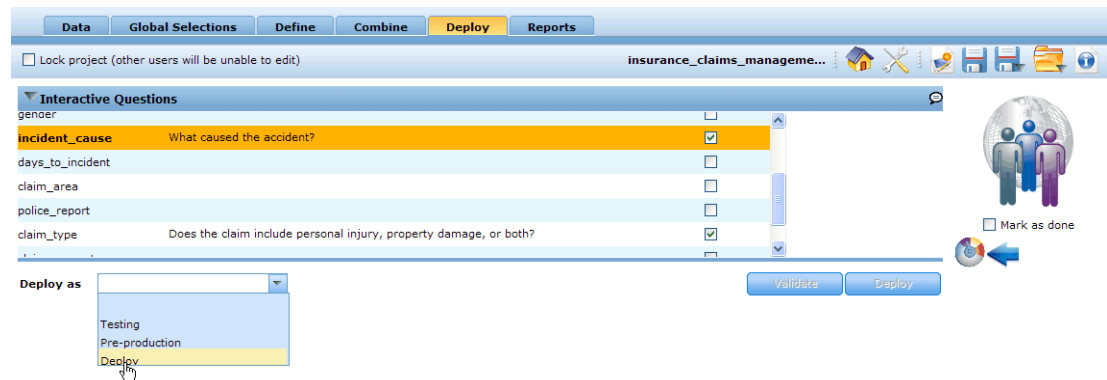 Data Global Selections Define Combine Deploy Reports
Lock project (other users will be unable to edit) insurance_claims_manageme...
Interactive Questions
gender
incident_cause What caused the accident?
days_to_incident
claim_area
police_report
claim_type Does the claim include personal injury, property damage, or both?
Mark as done
Deploy as Validate Deploy
Testing
Pre-production
Deploy